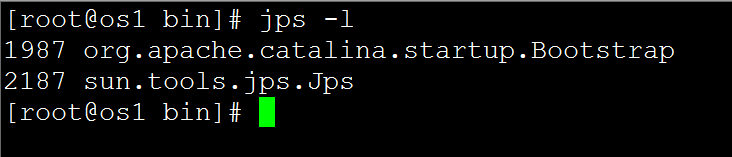 [root@os1 bin]# jps -l
1987 org.apache.catalina.startup.Bootstrap
2187 sun.tools.jps.Jps
[root@os1 bin]#